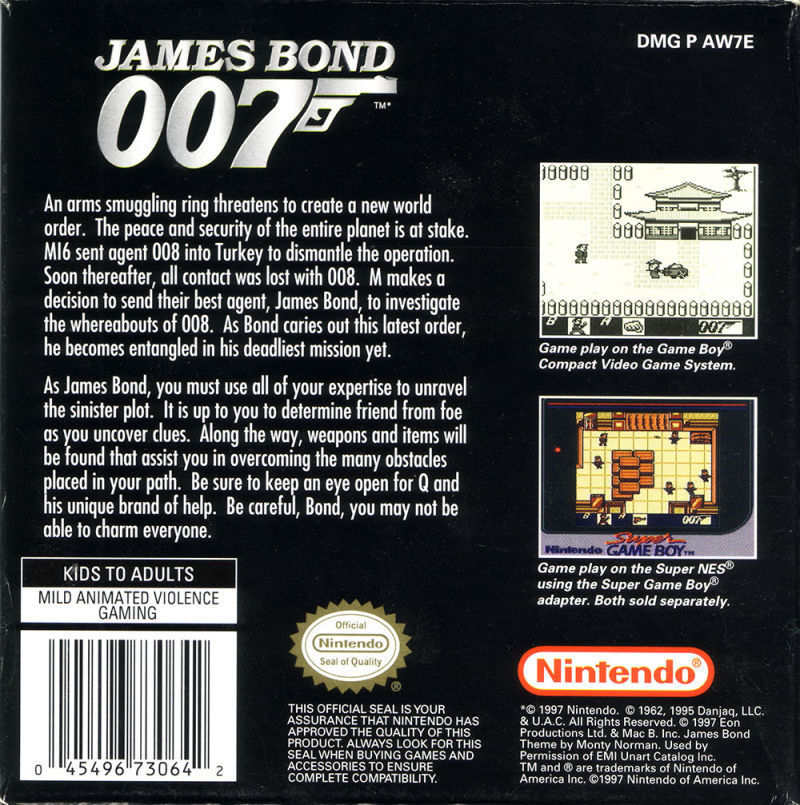 JAMES BOND
007
TM*
DMG P AW7E
An arms smuggling ring threatens to create a new world
order. The peace and security of the entire planet is at stake.
MI6 sent agent 008 into Turkey to dismantle the operation.
Soon thereafter, all contact was lost with 008. M makes a
decision to send their best agent, James Bond, to investigate
the whereabouts of 008. As Bond caries out this latest order,
he becomes entangled in his deadliest mission yet.
As James Bond, you must use all of your expertise to unravel
the sinister plot. It is up to you to determine friend from foe
as you uncover clues. Along the way, weapons and items will
be found that assist you in overcoming the many obstacles
placed in your path. Be sure to keep an eye open for Q and
his unique brand of help. Be careful, Bond, you may not be
able to charm everyone.
B A 007
Game play on the Game Boy®
Compact Video Game System.
B A 007
Super
Nintendo GAME BOY™
Game play on the Super NES®
using the Super Game Boy®
adapter. Both sold separately.
KIDS TO ADULTS
MILD ANIMATED VIOLENCE
GAMING
0 45496 73064 2
Official
Nintendo
Seal of Quality
®
THIS OFFICIAL SEAL IS YOUR
ASSURANCE THAT NINTENDO HAS
APPROVED THE QUALITY OF THIS
PRODUCT. ALWAYS LOOK FOR THIS
SEAL WHEN BUYING GAMES AND
ACCESSORIES TO ENSURE
COMPLETE COMPATIBILITY.
Nintendo®
*© 1997 Nintendo. © 1962, 1995 Danjaq, LLC.
& U.A.C. All Rights Reserved. © 1997 Eon
Productions Ltd. & Mac B. Inc. James Bond
Theme by Monty Norman. Used by
Permission of EMI Unart Catalog Inc.
TM and ® are trademarks of Nintendo of
America Inc. ©1997 Nintendo of America Inc.